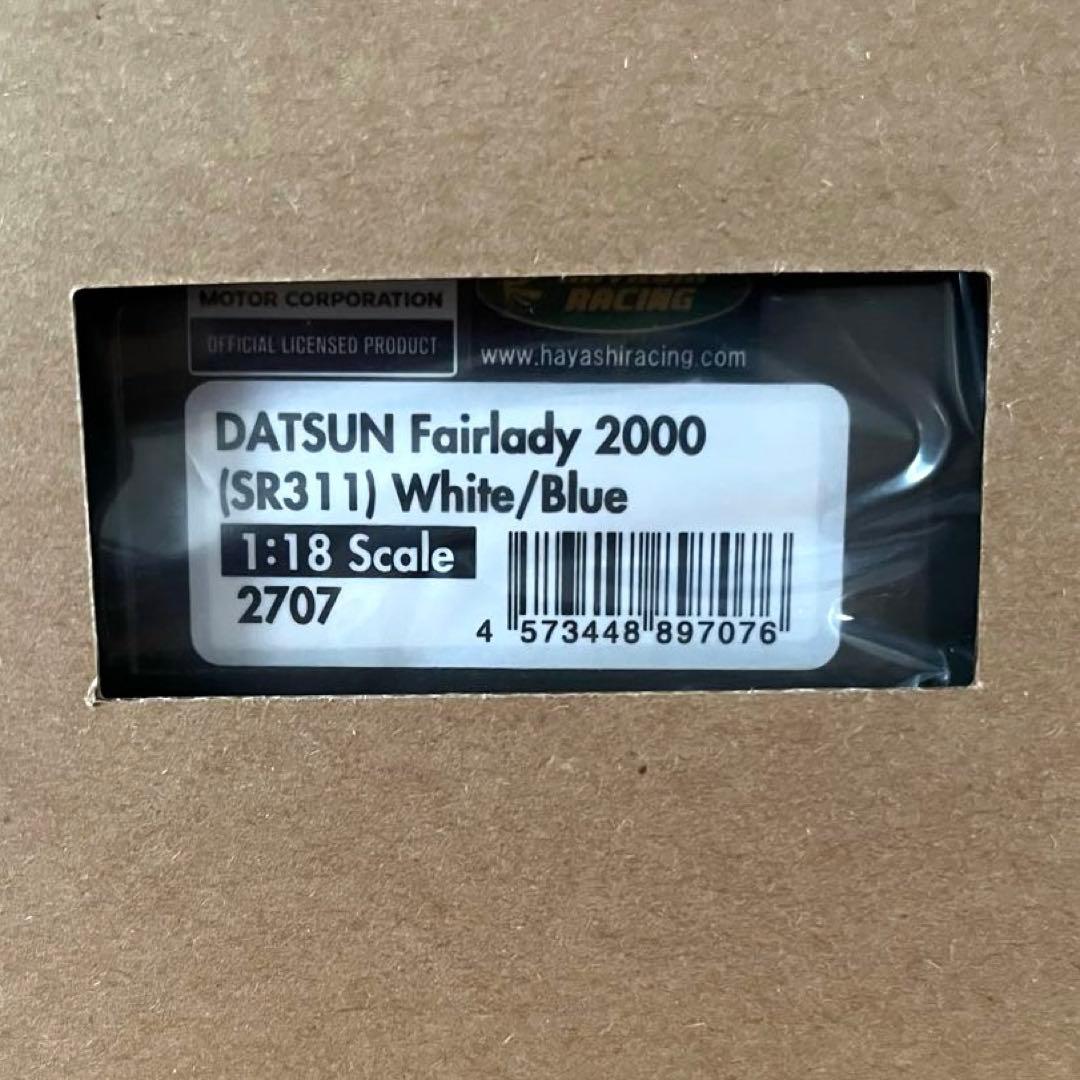 MOTOR CORPORATION
OFFICIAL LICENSED PRODUCT
RACING
www.hayashiracing.com
DATSUN Fairlady 2000
(SR311) White/Blue
1:18 Scale
2707
4 573448 897076